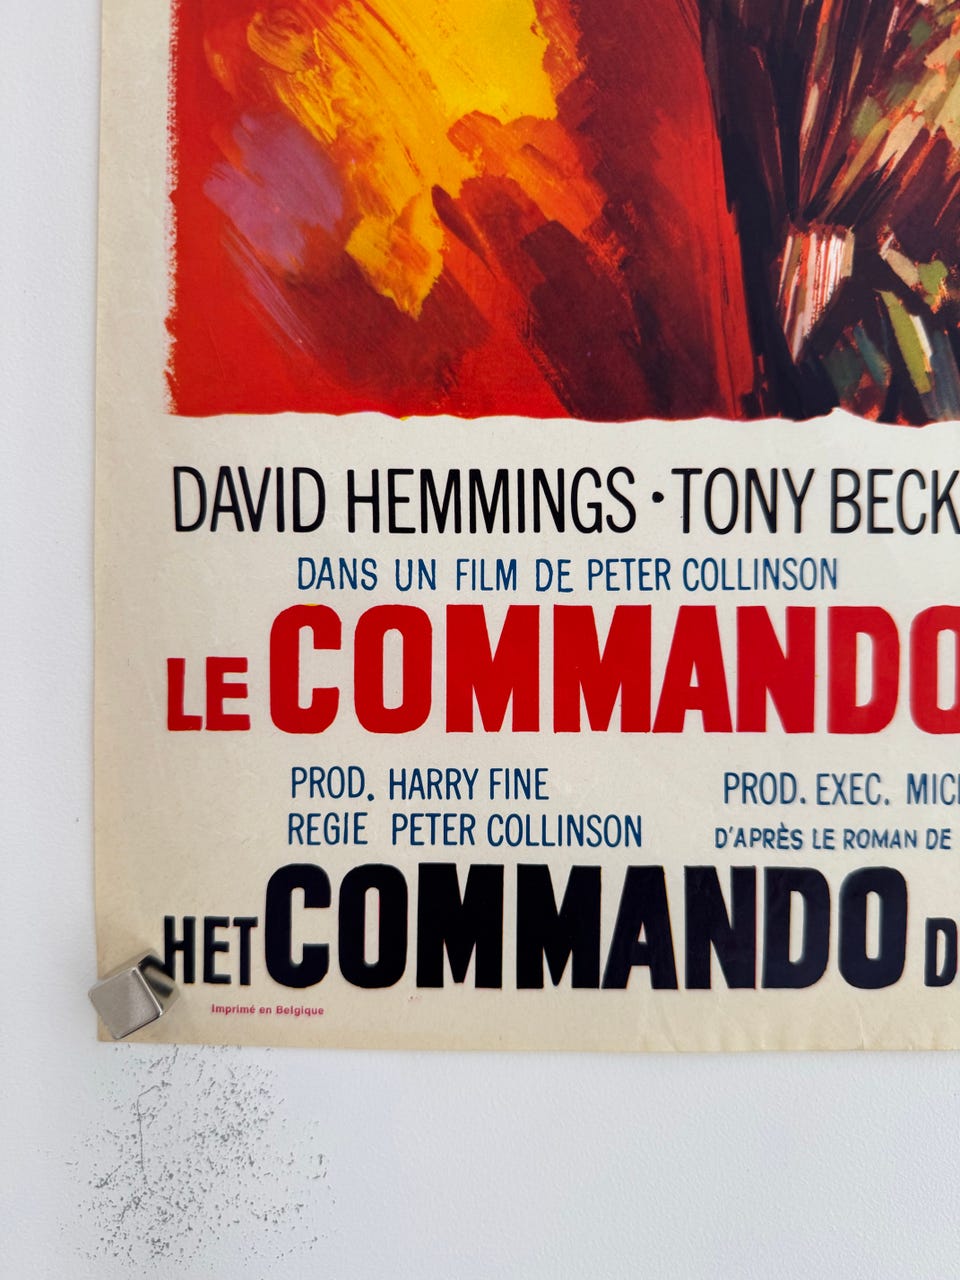 DAVID HEMMINGS · TONY BECK
DANS UN FILM DE PETER COLLINSON
LE COMMANDO
PROD. HARRY FINE
PROD. EXEC. MIC
REGIE PETER COLLINSON
D'APRÈS LE ROMAN DE
HET COMMANDO D
Imprimé en Belgique